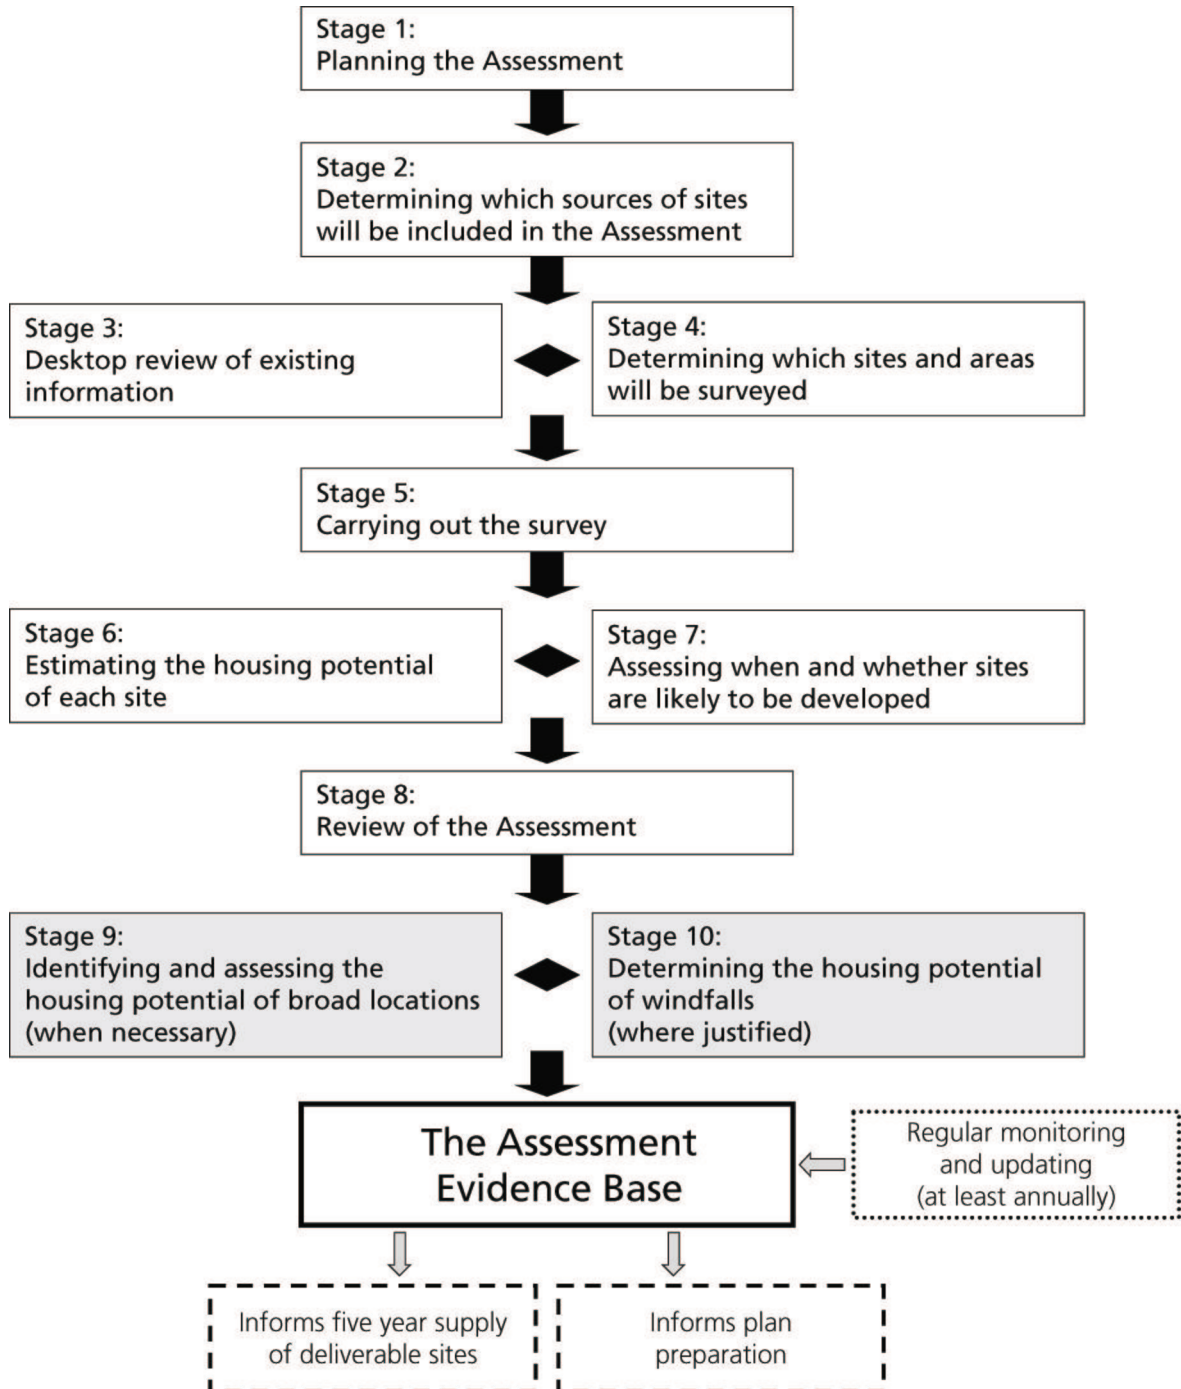 Stage 1:
Planning the Assessment
Stage 2:
Determining which sources of sites
will be included in the Assessment
Stage 3:
Desktop review of existing
information
Stage 4:
Determining which sites and areas
will be surveyed
Stage 5:
Carrying out the survey
Stage 6:
Estimating the housing potential
of each site
Stage 7:
Assessing when and whether sites
are likely to be developed
Stage 8:
Review of the Assessment
Stage 9:
Identifying and assessing the
housing potential of broad locations
(when necessary)
Stage 10:
Determining the housing potential
of windfalls
(where justified)
The Assessment
Evidence Base
Regular monitoring
and updating
(at least annually)
Informs five year supply
of deliverable sites
Informs plan
preparation